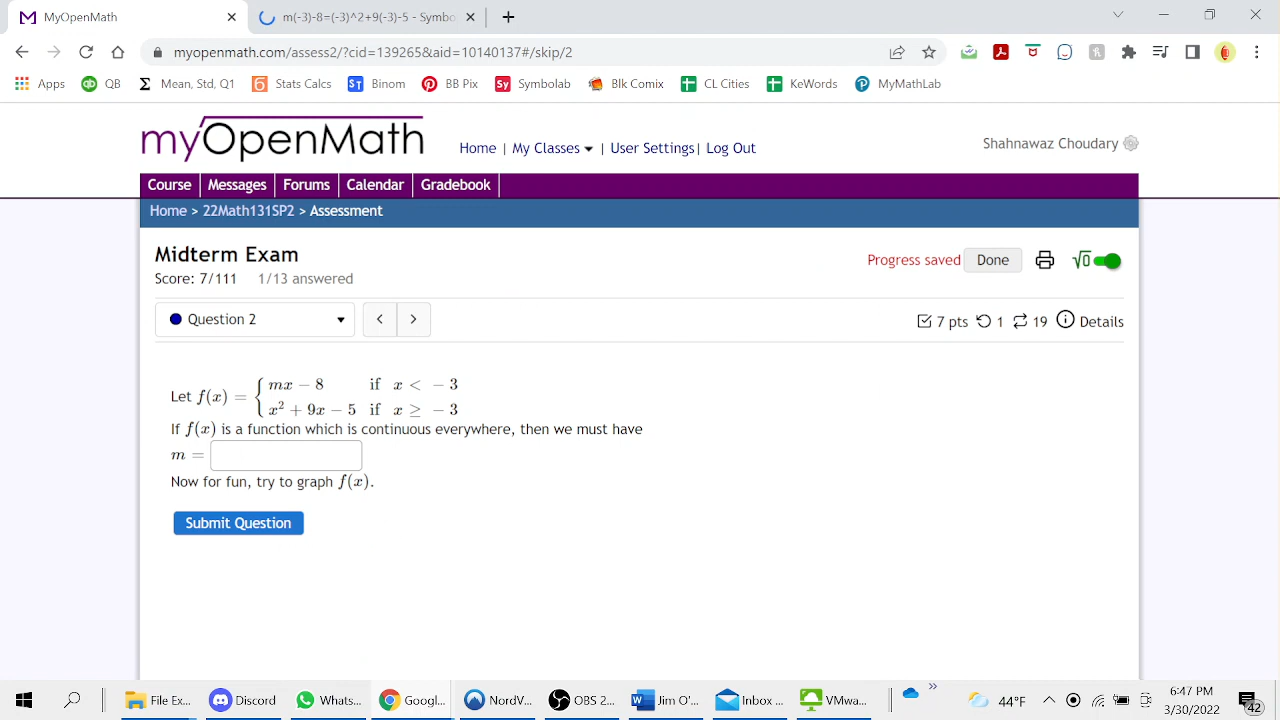 MyOpenMath
m(-3)-8=(-3)^2+9(-3)-5 - Symbo
myopenmath.com/assess2/?cid=139265&aid=10140137#/skip/2
Apps QB Mean, Std, Q1 Stats Calcs Binom BB Pix Symbolab Blk Comix CL Cities KeWords MyMathLab
myOpenMath
Home | My Classes | User Settings | Log Out
Shahnawaz Choudary
Course Messages Forums Calendar Gradebook
Home > 22Math131SP2 > Assessment
Midterm Exam
Progress saved Done √0
Score: 7/111 1/13 answered
Question 2 < >
7 pts 1 19 Details
Let f(x) = { mx − 8 if x < − 3
x² + 9x − 5 if x ≥ − 3
If f(x) is a function which is continuous everywhere, then we must have
m =
Now for fun, try to graph f(x).
Submit Question
File Ex... Discord Whats... Googl... NordV... OBS 2... Jim O'... Inbox ... VMwa... » 44°F
6:47 PM
3/30/2022
42